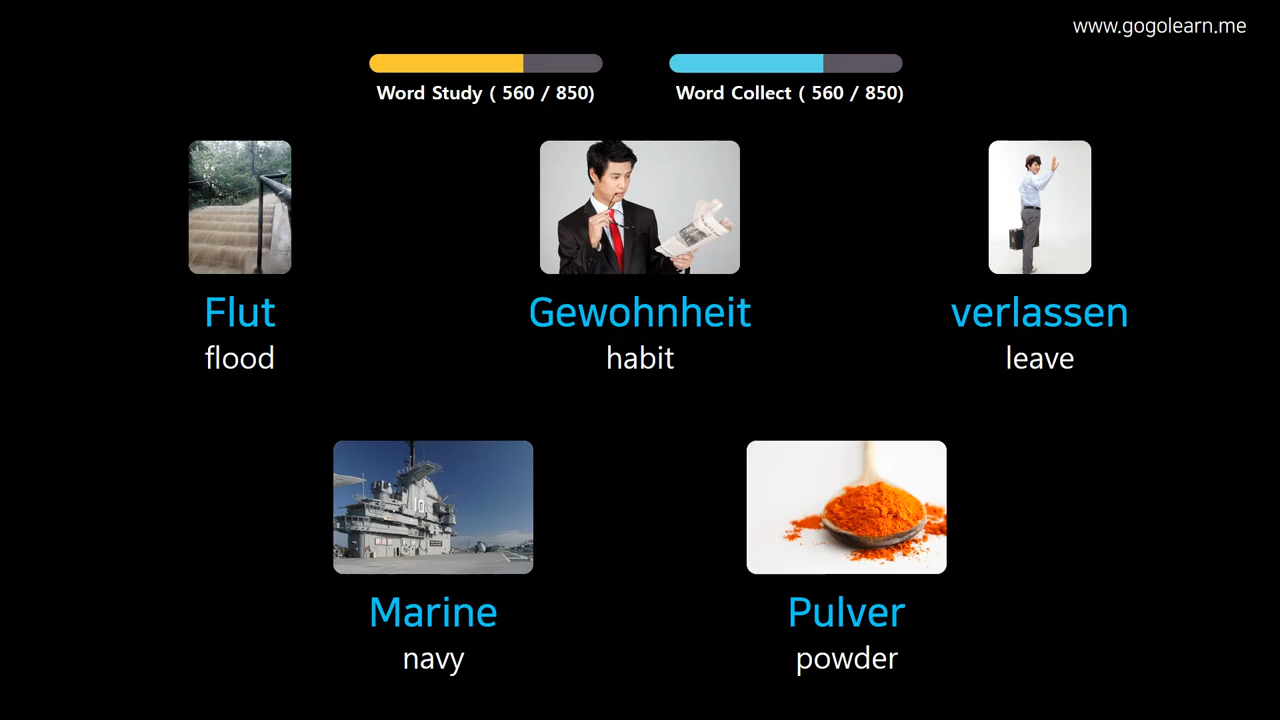 www.gogolearn.me
Word Study ( 560 / 850)
Word Collect ( 560 / 850)
Flut
flood
Gewohnheit
habit
verlassen
leave
10
Marine
navy
Pulver
powder